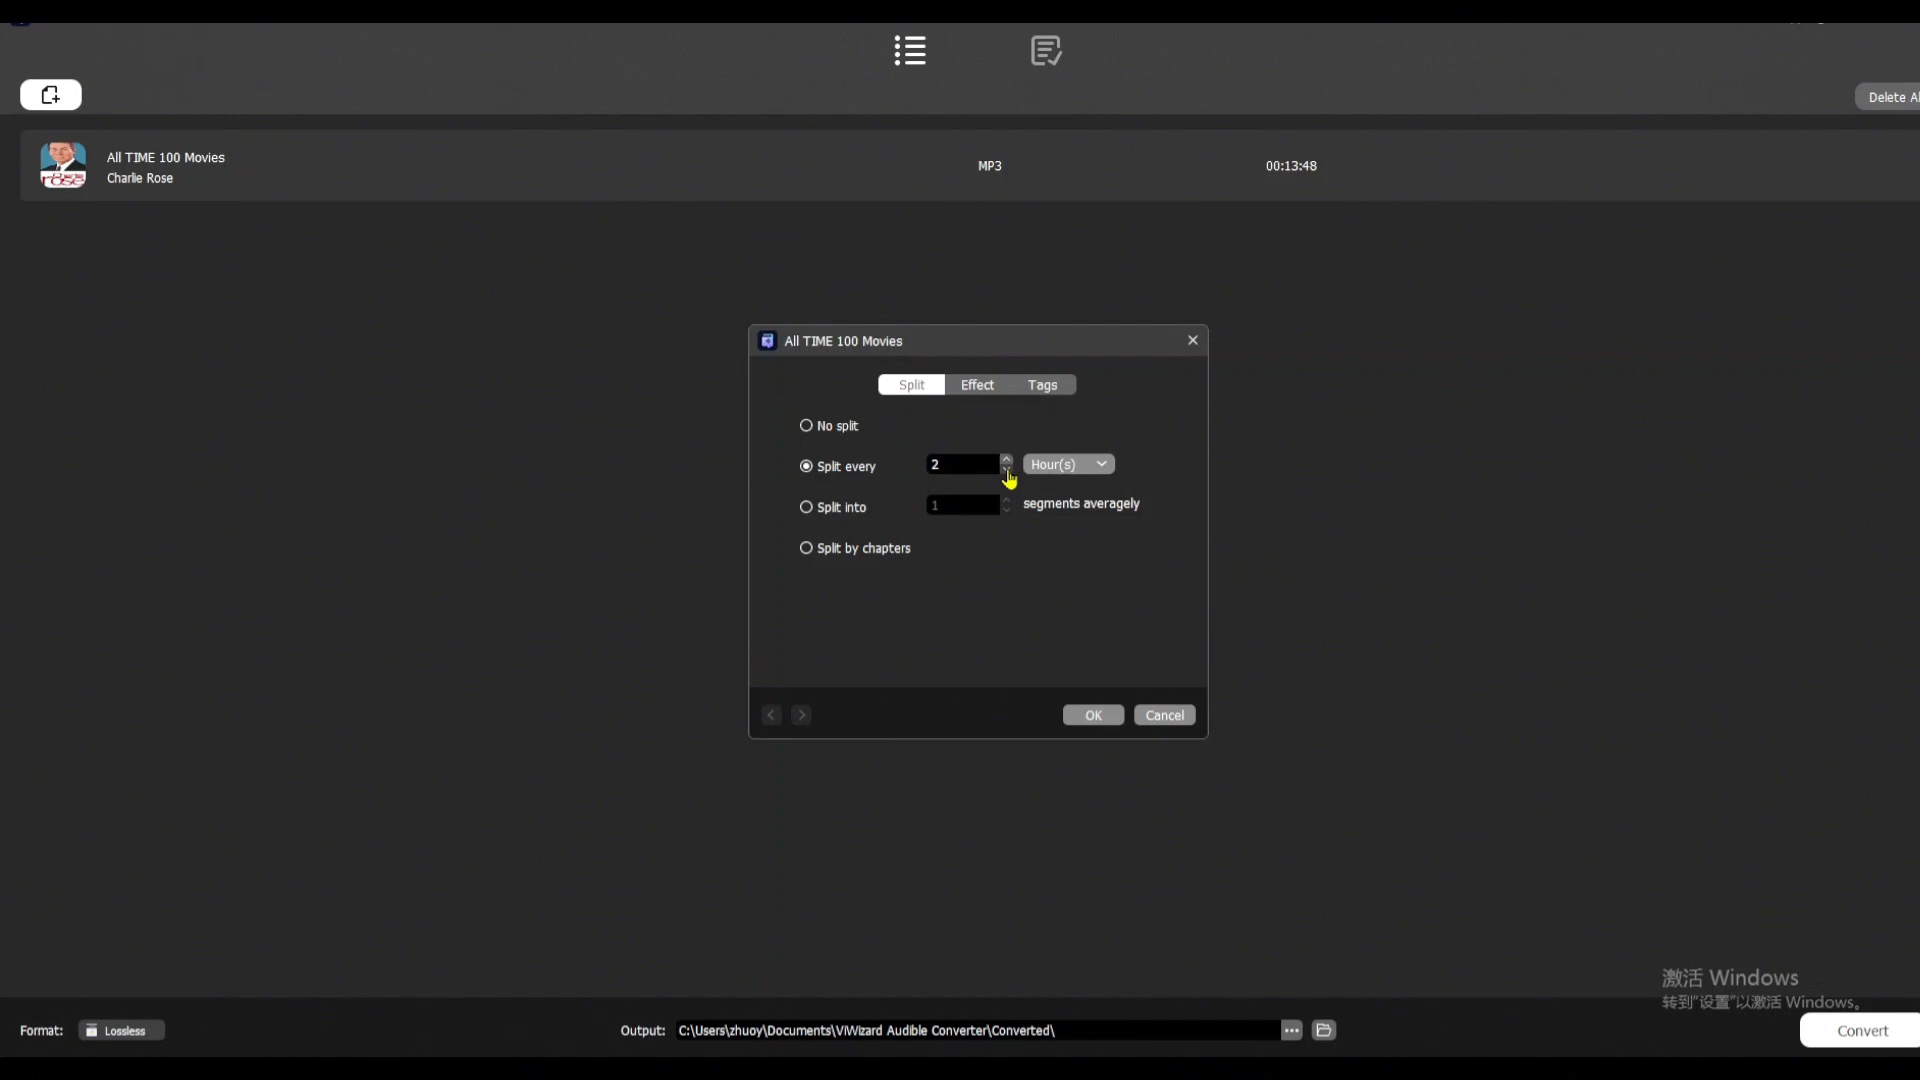 Delete Al
All TIME 100 Movies
Charlie Rose
MP3
00:13:48
rose
All TIME 100 Movies
Split
Effect
Tags
No split
Split every
2
Hour(s)
Split into
1
segments averagely
Split by chapters
OK
Cancel
激活 Windows
转到"设置"以激活 Windows。
Format:
Lossless
Output:
C:\Users\zhuoy\Documents\ViWizard Audible Converter\Converted\
Convert